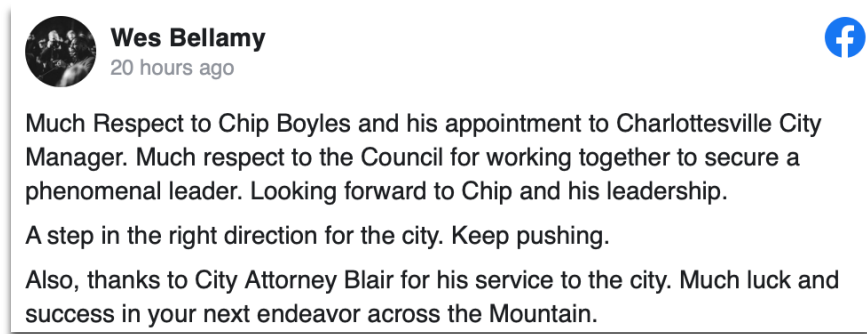 Wes Bellamy
20 hours ago
Much Respect to Chip Boyles and his appointment to Charlottesville City
Manager. Much respect to the Council for working together to secure a
phenomenal leader. Looking forward to Chip and his leadership.
A step in the right direction for the city. Keep pushing.
Also, thanks to City Attorney Blair for his service to the city. Much luck and
success in your next endeavor across the Mountain.